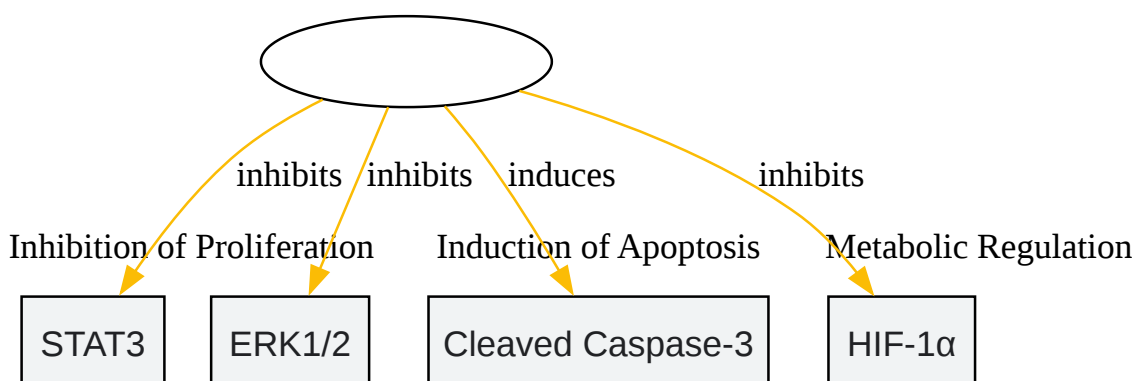 inhibits inhibits induces inhibits
Inhibition of Proliferation Induction of Apoptosis Metabolic Regulation
STAT3 ERK1/2 Cleaved Caspase-3 HIF-1α